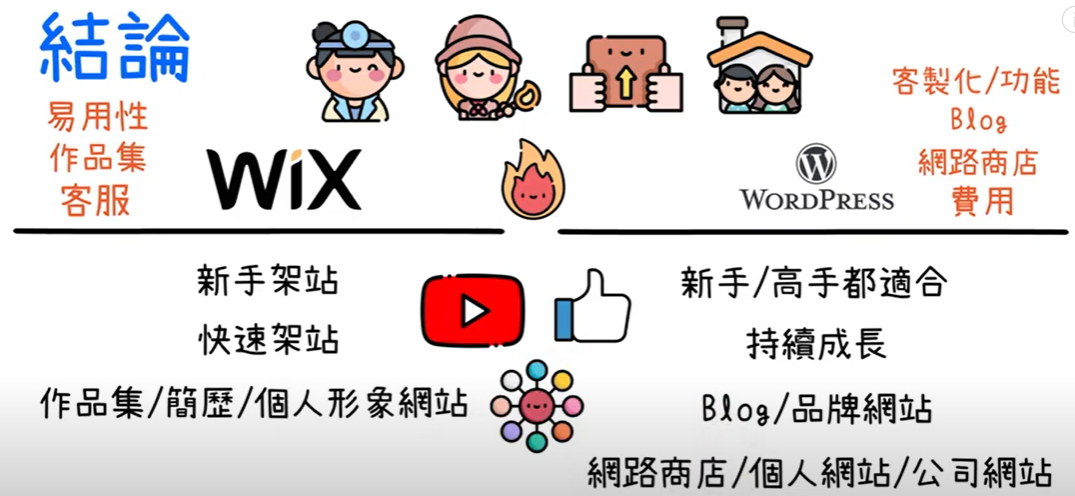 結論
易用性
作品集
客服
WiX
客製化/功能
Blog
網路商店
費用
WORDPRESS
新手架站
快速架站
作品集/簡歷/個人形象網站
新手/高手都適合
持續成長
Blog/品牌網站
網路商店/個人網站/公司網站